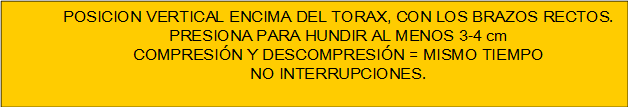 POSICION VERTICAL ENCIMA DEL TORAX, CON LOS BRAZOS RECTOS.
PRESIONA PARA HUNDIR AL MENOS 3-4 cm
COMPRESIÓN Y DESCOMPRESIÓN = MISMO TIEMPO
NO INTERRUPCIONES.